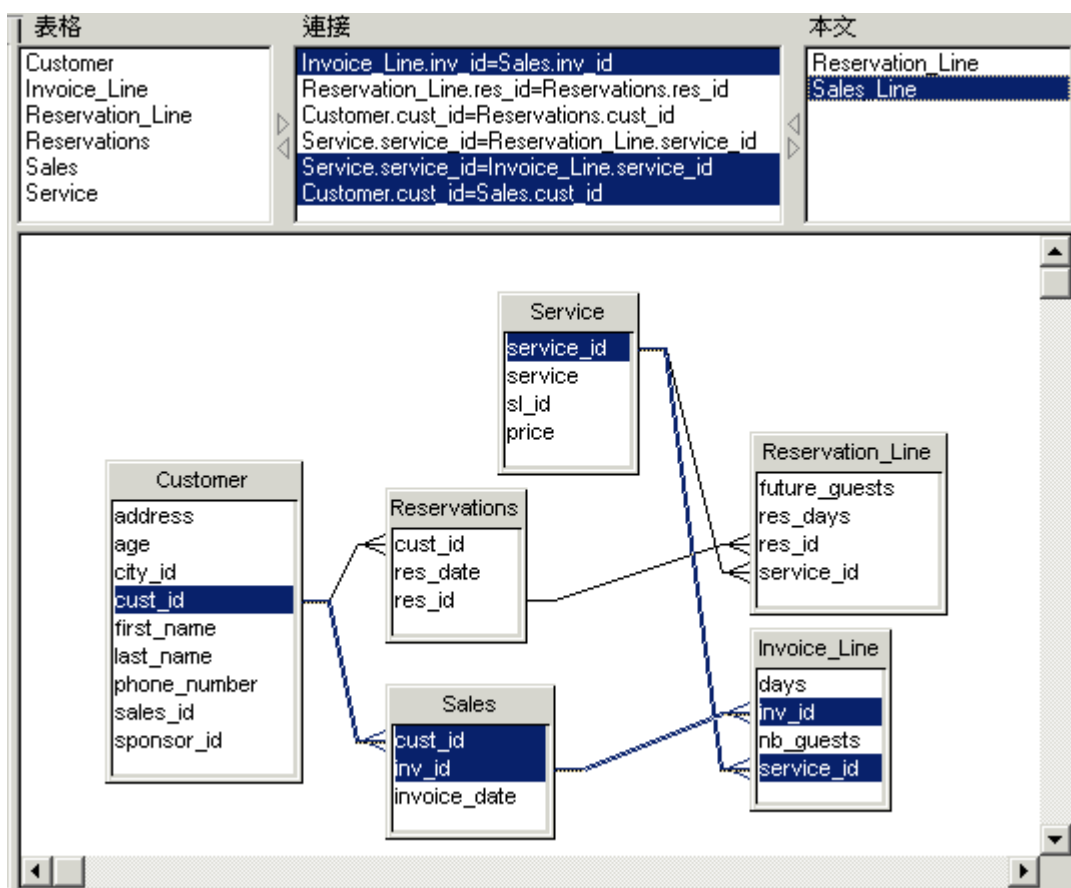 表格
Customer
Invoice_Line
Reservation_Line
Reservations
Sales
Service
連接
Invoice_Line.inv_id=Sales.inv_id
Reservation_Line.res_id=Reservations.res_id
Customer.cust_id=Reservations.cust_id
Service.service_id=Reservation_Line.service_id
Service.service_id=Invoice_Line.service_id
Customer.cust_id=Sales.cust_id
本文
Reservation_Line
Sales_Line
Service
service_id
service
sl_id
price
Customer
address
age
city_id
cust_id
first_name
last_name
phone_number
sales_id
sponsor_id
Reservations
cust_id
res_date
res_id
Sales
cust_id
inv_id
invoice_date
Reservation_Line
future_guests
res_days
res_id
service_id
Invoice_Line
days
inv_id
nb_guests
service_id